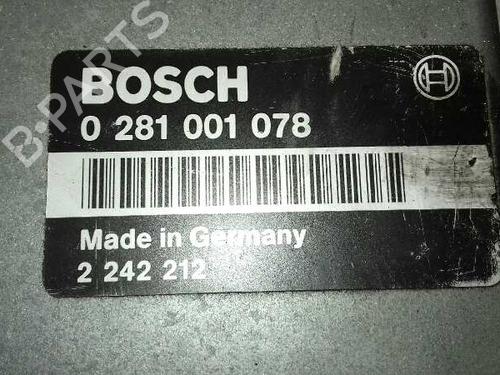 BOSCH
0 281 001 078
Made in Germany
2 242 212
B-PARTS